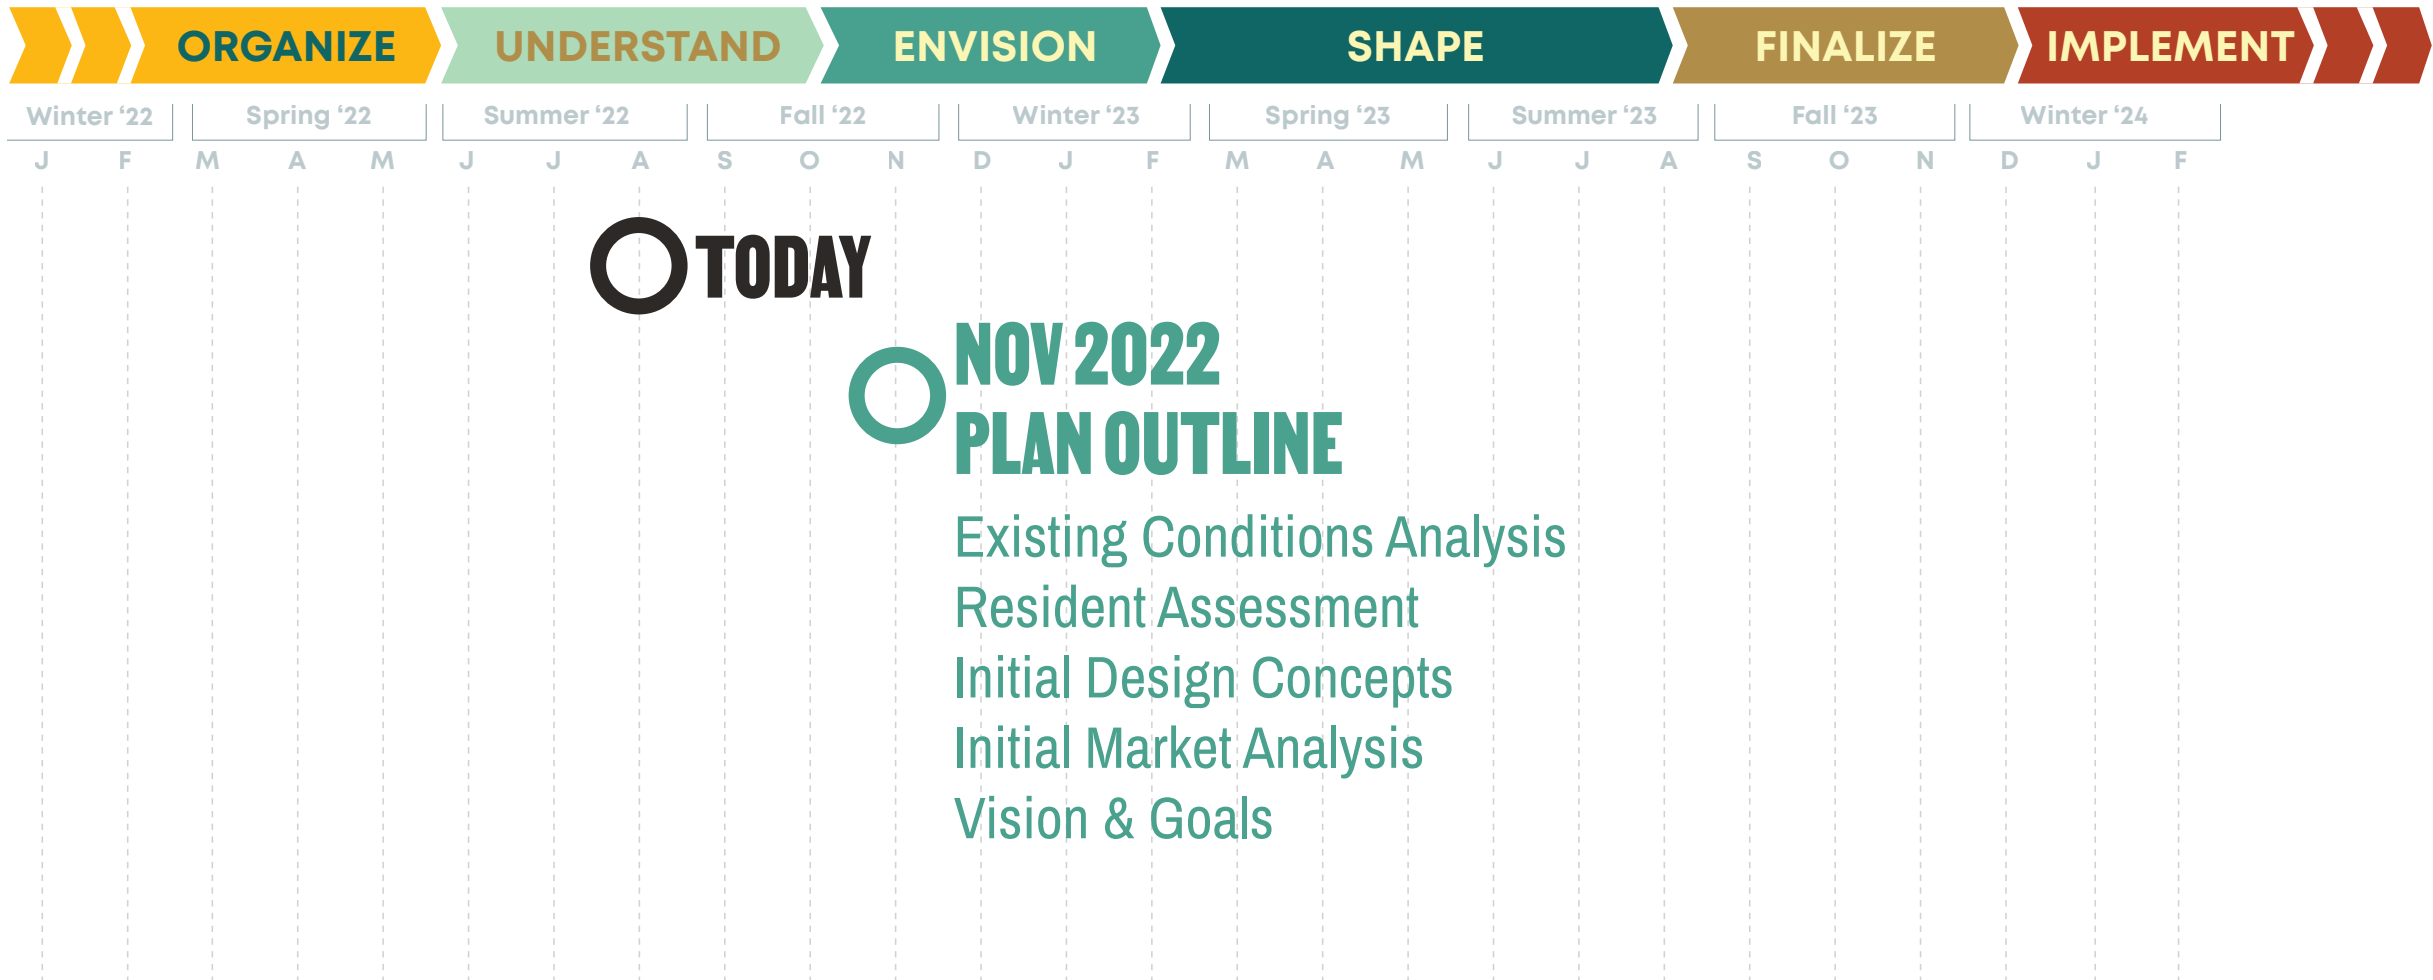 ORGANIZE UNDERSTAND ENVISION SHAPE FINALIZE IMPLEMENT
Winter ‘22 Spring ‘22 Summer ‘22 Fall ‘22 Winter ‘23 Spring ‘23 Summer ‘23 Fall ‘23 Winter ‘24
J F M A M J J A S O N D J F M A M J J A S O N D J F
TODAY
NOV 2022
PLAN OUTLINE
Existing Conditions Analysis
Resident Assessment
Initial Design Concepts
Initial Market Analysis
Vision & Goals